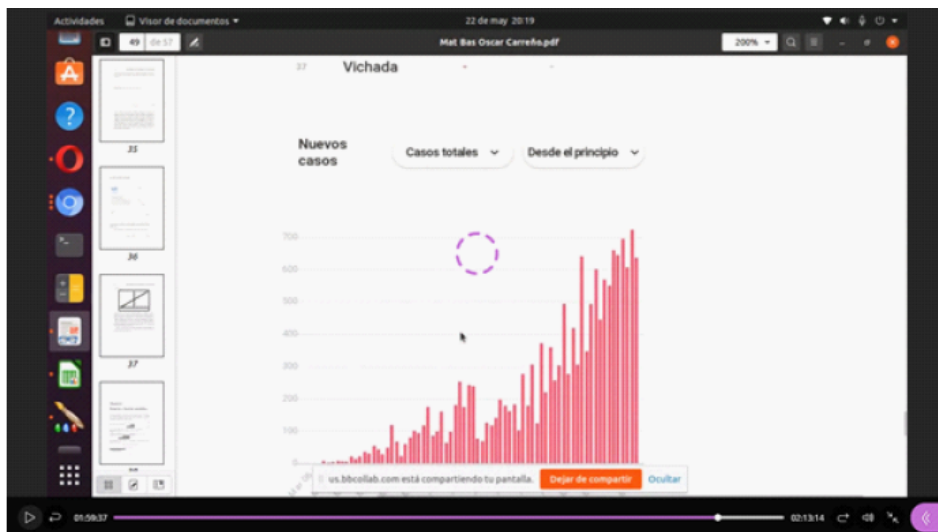 Actividades Visor de documentos 22 de may 20:19
49 de 57 Mat Bas Oscar Carreño.pdf 200%
27 Vichada - -
35
Nuevos casos Casos totales Desde el principio
36
700
600
500
37
400
300
200
100
0
us.bbcollab.com está compartiendo tu pantalla. Dejar de compartir Ocultar
01:59:37 02:13:14